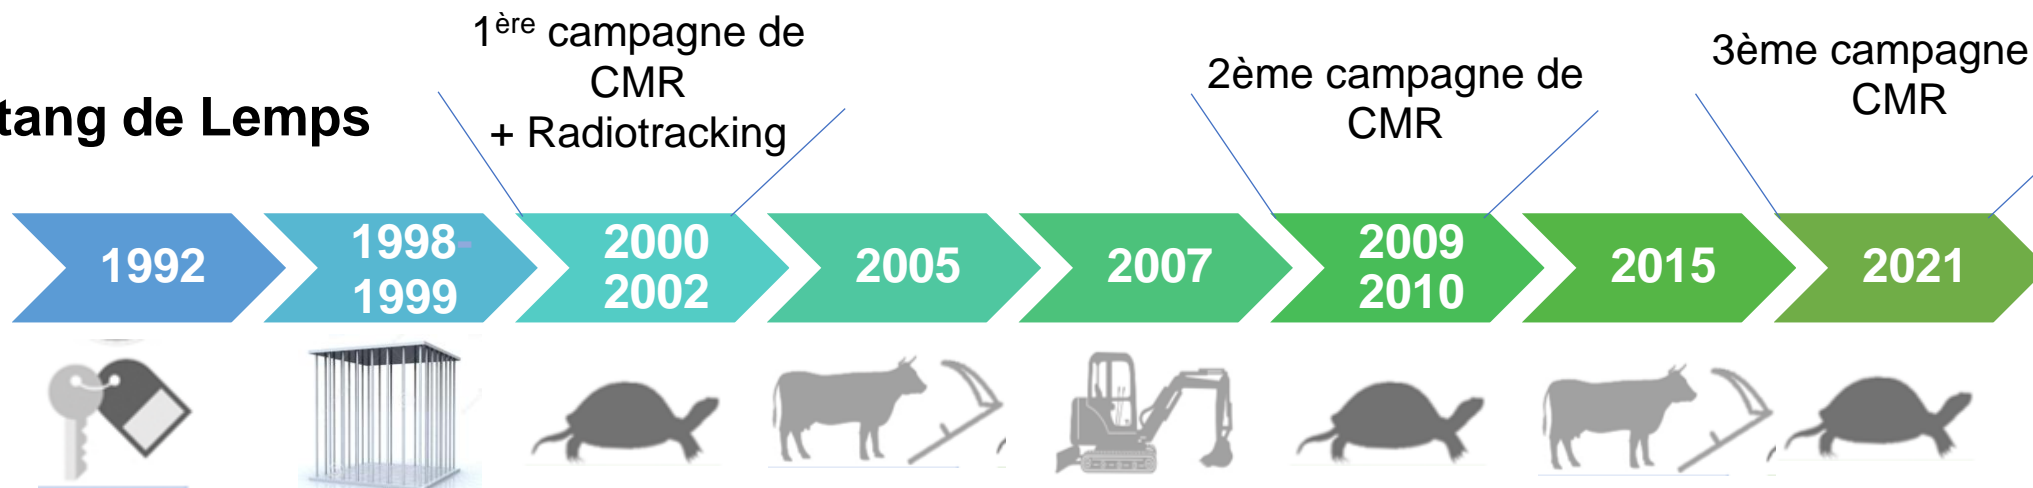 1ère campagne de
CMR
+ Radiotracking
2ème campagne de
CMR
3ème campagne
CMR
tang de Lemps
1992
1998-
1999
2000
2002
2005
2007
2009
2010
2015
2021